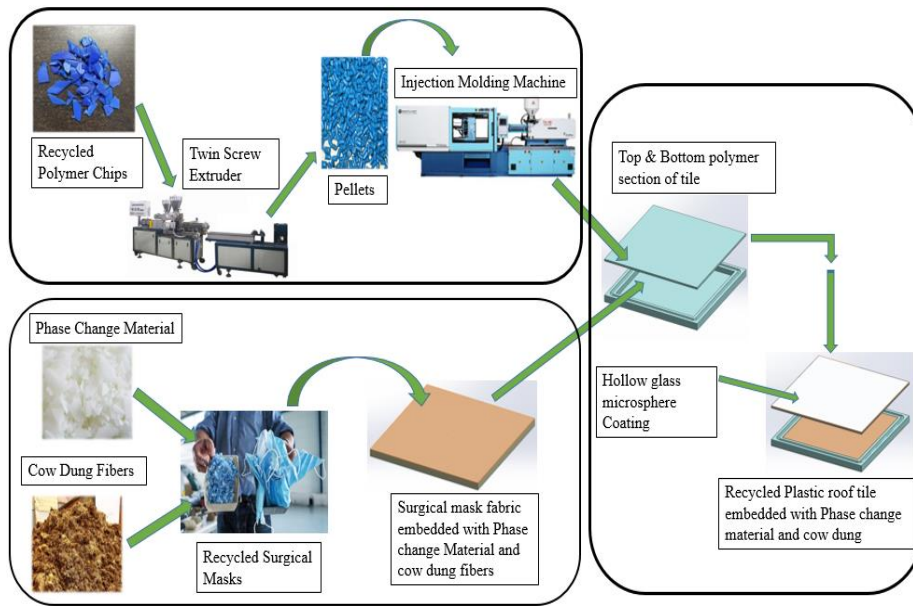 Recycled
Polymer Chips
Twin Screw
Extruder
Pellets
Injection Molding Machine
Top & Bottom polymer
section of tile
Phase Change Material
Cow Dung Fibers
Recycled Surgical
Masks
Surgical mask fabric
embedded with Phase
change Material and
cow dung fibers
Hollow glass
microsphere
Coating
Recycled Plastic roof tile
embedded with Phase change
material and cow dung